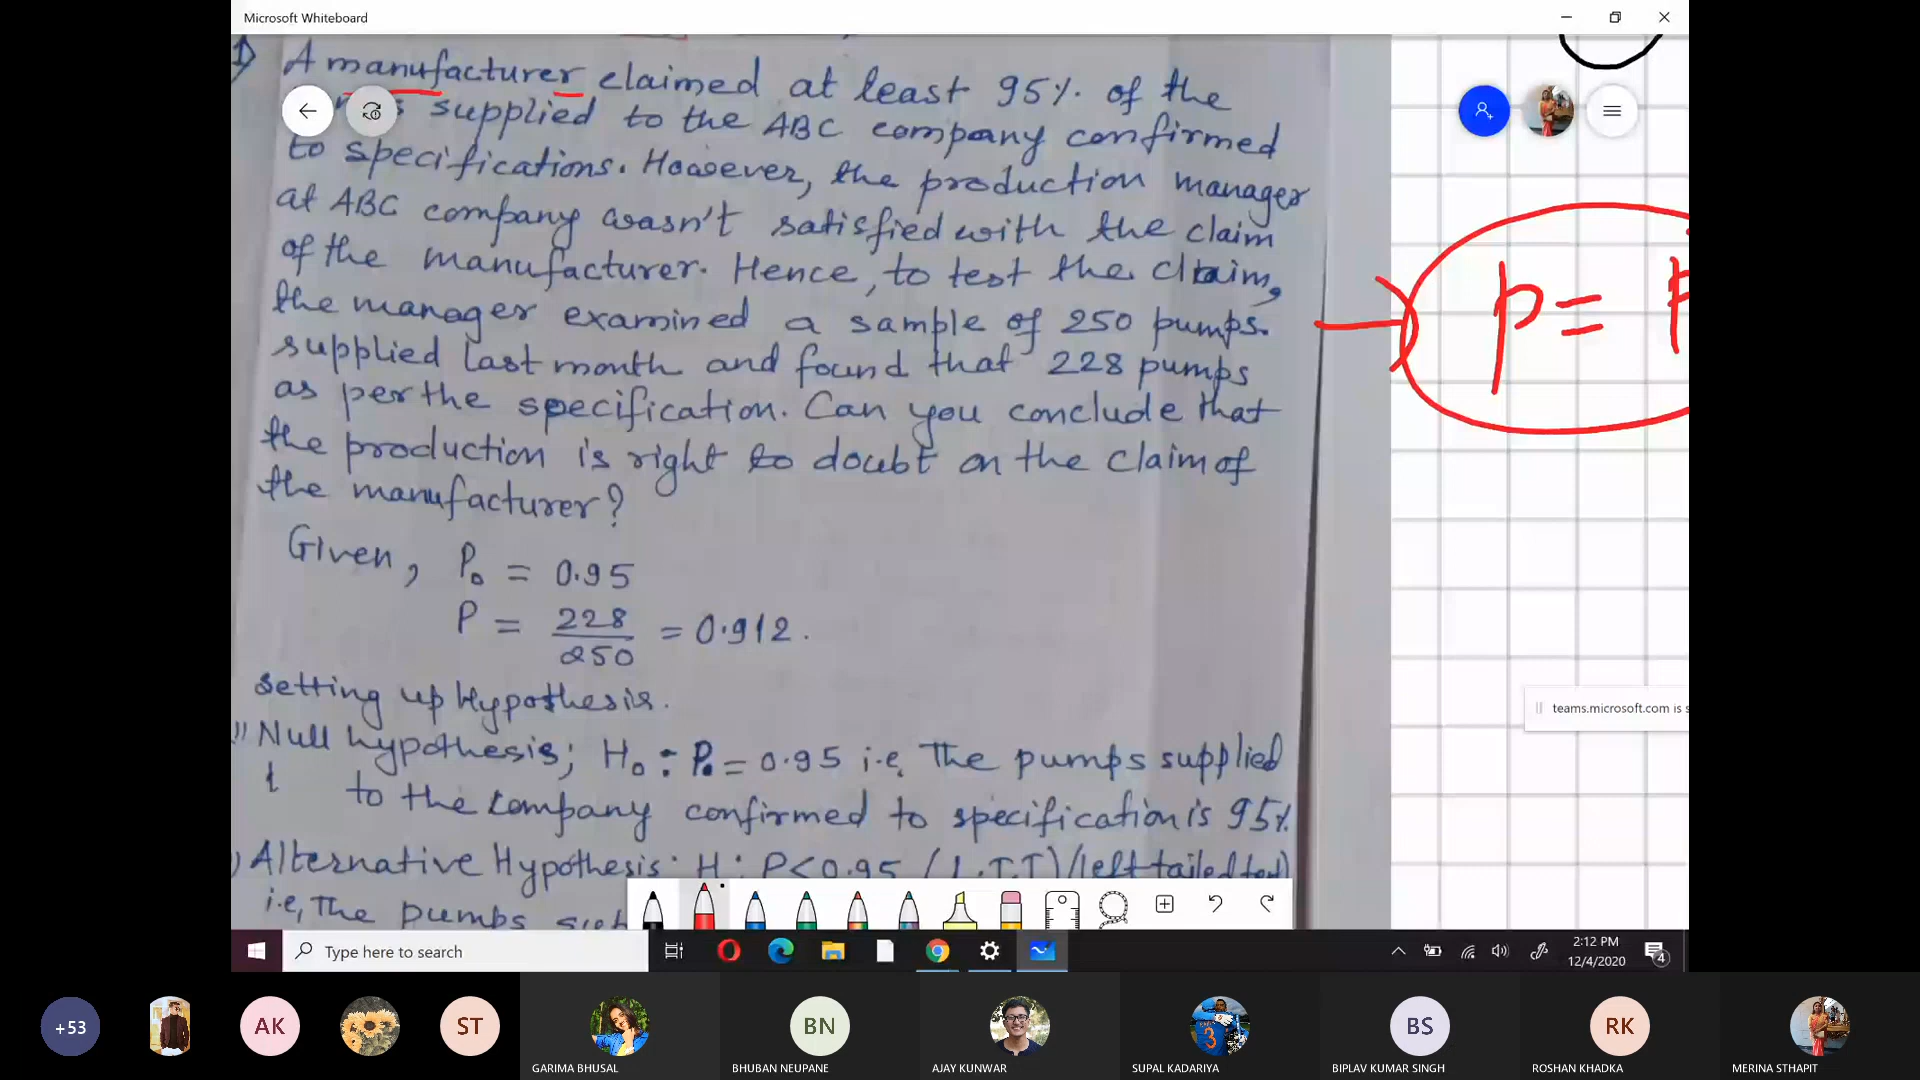 Microsoft Whiteboard
1) A manufacturer claimed at least 95%. of the
supplied to the ABC company confirmed
to specifications. However, the production manager
at ABC company wasn't satisfied with the claim
of the manufacturer. Hence, to test the claim,
the manager examined a sample of 250 pumps.
supplied last month and found that 228 pumps
as per the specification. Can you conclude that
the production is right to doubt on the claim of
the manufacturer?
Given, P₀ = 0.95
P = 228/250 = 0.912.
setting up Hypothesis.
Null hypothesis; H₀ : P₀ = 0.95 i.e, The pumps supplied
to the company confirmed to specification is 95%
) Alternative Hypothesis: H : P<0.95 (L.T.T)/left tailed test)
i.e, The pumps
p =
teams.microsoft.com is s
Type here to search
2:12 PM
12/4/2020
4
+53
AK
ST
BN
BS
RK
GARIMA BHUSAL
BHUBAN NEUPANE
AJAY KUNWAR
SUPAL KADARIYA
BIPLAV KUMAR SINGH
ROSHAN KHADKA
MERINA STHAPIT